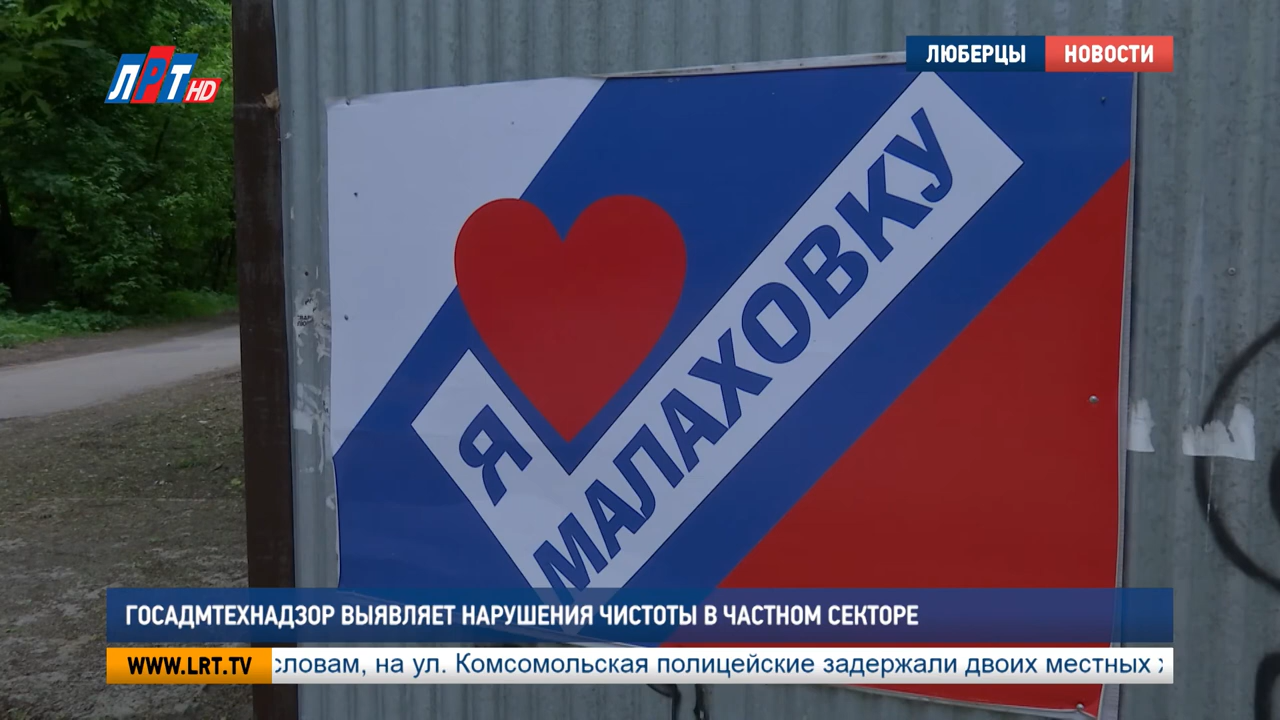 ЛРТ HD
ЛЮБЕРЦЫ НОВОСТИ
Я
МАЛАХОВКУ
ГОСАДМТЕХНАДЗОР ВЫЯВЛЯЕТ НАРУШЕНИЯ ЧИСТОТЫ В ЧАСТНОМ СЕКТОРЕ
WWW.LRT.TV словам, на ул. Комсомольская полицейские задержали двоих местных